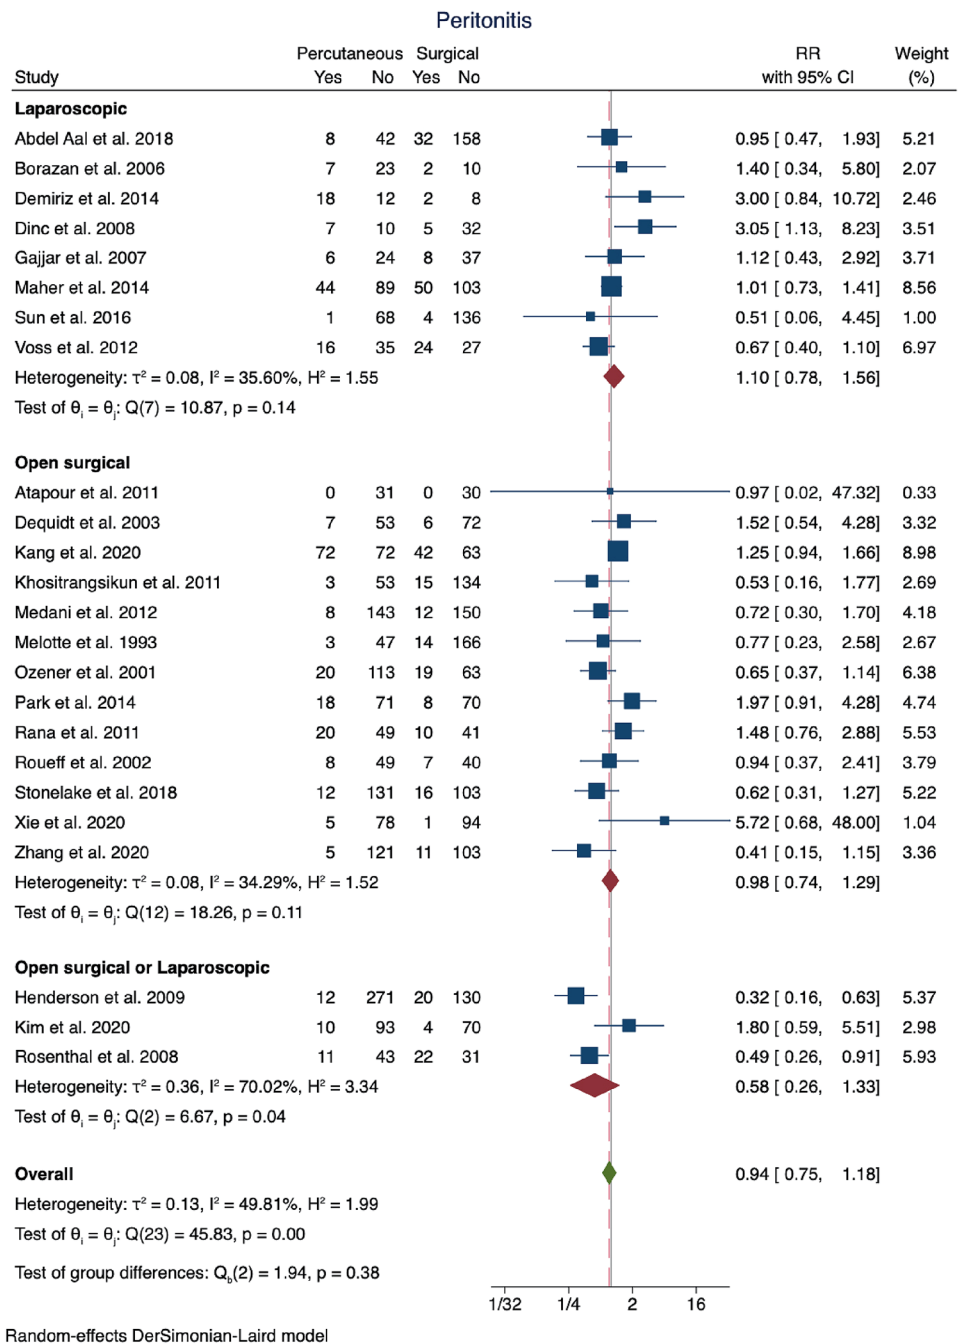 Peritonitis
Percutaneous Surgical RR Weight
Study Yes No Yes No with 95% CI (%)
Laparoscopic
Abdel Aal et al. 2018 8 42 32 158 0.95 [ 0.47, 1.93] 5.21
Borazan et al. 2006 7 23 2 10 1.40 [ 0.34, 5.80] 2.07
Demiriz et al. 2014 18 12 2 8 3.00 [ 0.84, 10.72] 2.46
Dinc et al. 2008 7 10 5 32 3.05 [ 1.13, 8.23] 3.51
Gajjar et al. 2007 6 24 8 37 1.12 [ 0.43, 2.92] 3.71
Maher et al. 2014 44 89 50 103 1.01 [ 0.73, 1.41] 8.56
Sun et al. 2016 1 68 4 136 0.51 [ 0.06, 4.45] 1.00
Voss et al. 2012 16 35 24 27 0.67 [ 0.40, 1.10] 6.97
Heterogeneity: τ² = 0.08, I² = 35.60%, H² = 1.55 1.10 [ 0.78, 1.56]
Test of θᵢ = θⱼ: Q(7) = 10.87, p = 0.14
Open surgical
Atapour et al. 2011 0 31 0 30 0.97 [ 0.02, 47.32] 0.33
Dequidt et al. 2003 7 53 6 72 1.52 [ 0.54, 4.28] 3.32
Kang et al. 2020 72 72 42 63 1.25 [ 0.94, 1.66] 8.98
Khositrangsikun et al. 2011 3 53 15 134 0.53 [ 0.16, 1.77] 2.69
Medani et al. 2012 8 143 12 150 0.72 [ 0.30, 1.70] 4.18
Melotte et al. 1993 3 47 14 166 0.77 [ 0.23, 2.58] 2.67
Ozener et al. 2001 20 113 19 63 0.65 [ 0.37, 1.14] 6.38
Park et al. 2014 18 71 8 70 1.97 [ 0.91, 4.28] 4.74
Rana et al. 2011 20 49 10 41 1.48 [ 0.76, 2.88] 5.53
Roueff et al. 2002 8 49 7 40 0.94 [ 0.37, 2.41] 3.79
Stonelake et al. 2018 12 131 16 103 0.62 [ 0.31, 1.27] 5.22
Xie et al. 2020 5 78 1 94 5.72 [ 0.68, 48.00] 1.04
Zhang et al. 2020 5 121 11 103 0.41 [ 0.15, 1.15] 3.36
Heterogeneity: τ² = 0.08, I² = 34.29%, H² = 1.52 0.98 [ 0.74, 1.29]
Test of θᵢ = θⱼ: Q(12) = 18.26, p = 0.11
Open surgical or Laparoscopic
Henderson et al. 2009 12 271 20 130 0.32 [ 0.16, 0.63] 5.37
Kim et al. 2020 10 93 4 70 1.80 [ 0.59, 5.51] 2.98
Rosenthal et al. 2008 11 43 22 31 0.49 [ 0.26, 0.91] 5.93
Heterogeneity: τ² = 0.36, I² = 70.02%, H² = 3.34 0.58 [ 0.26, 1.33]
Test of θᵢ = θⱼ: Q(2) = 6.67, p = 0.04
Overall 0.94 [ 0.75, 1.18]
Heterogeneity: τ² = 0.13, I² = 49.81%, H² = 1.99
Test of θᵢ = θⱼ: Q(23) = 45.83, p = 0.00
Test of group differences: Q_b(2) = 1.94, p = 0.38
1/32 1/4 2 16
Random-effects DerSimonian-Laird model